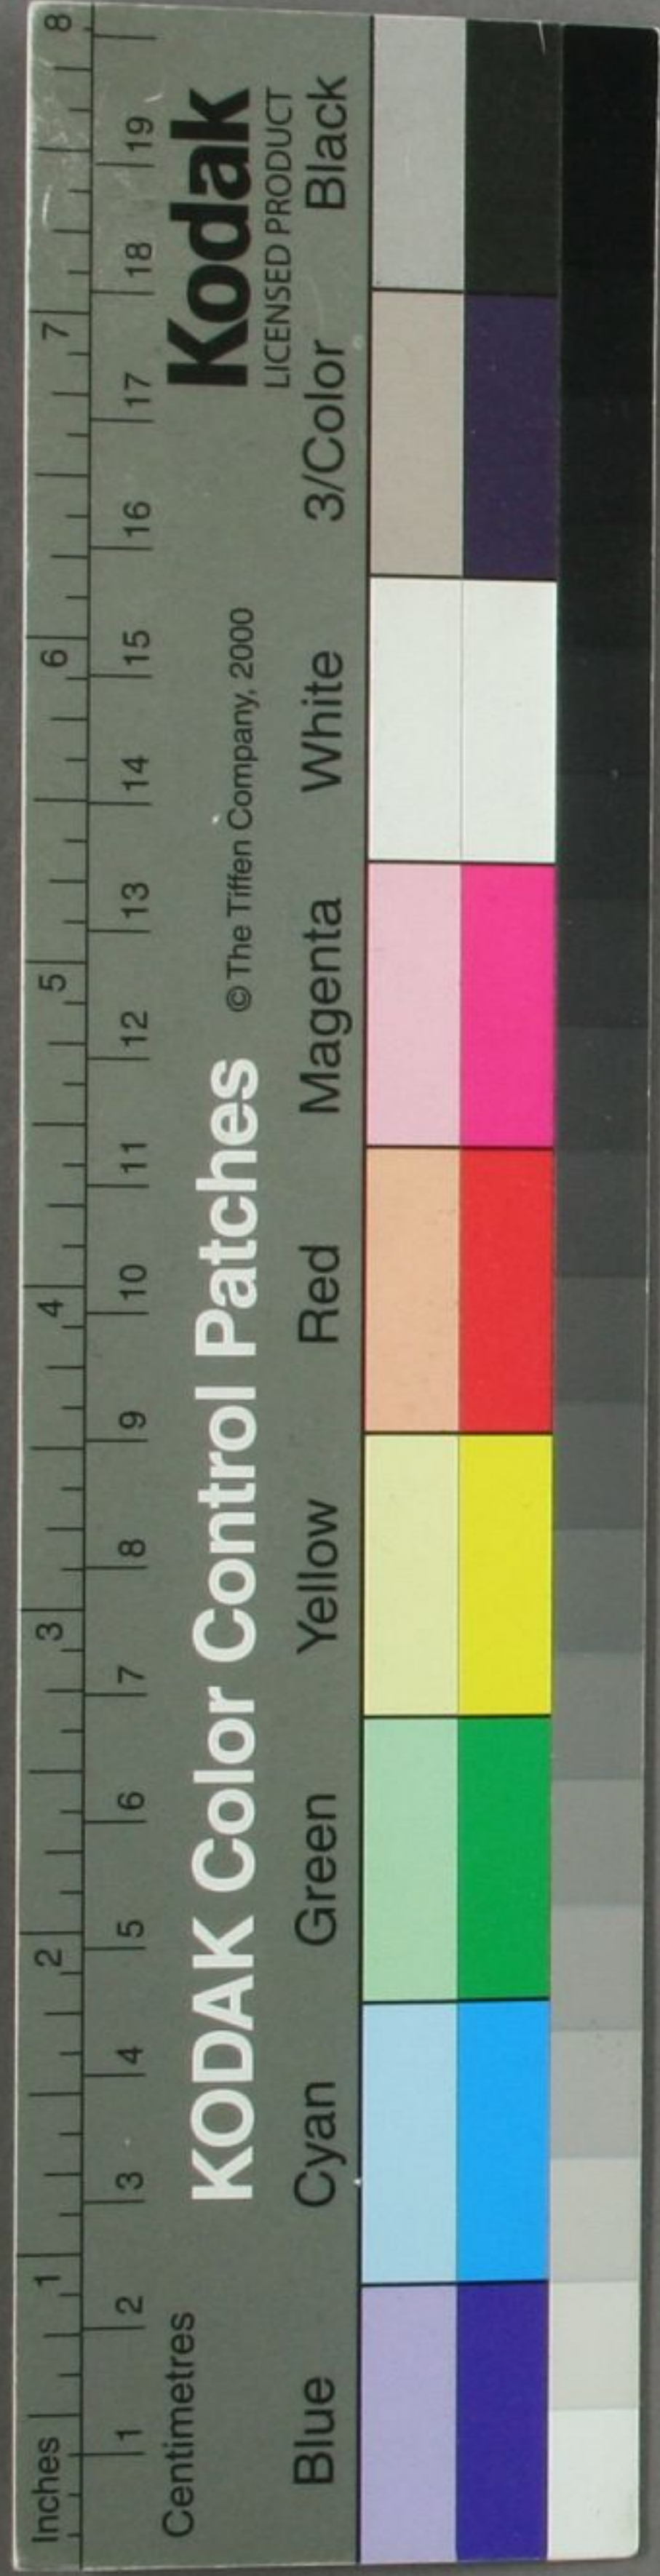 Inches 1 2 3 4 5 6 7 8
1 2 3 4 5 6 7 8 9 10 11 12 13 14 15 16 17 18 19
Centimetres
KODAK Color Control Patches
© The Tiffen Company, 2000
Kodak
LICENSED PRODUCT
Blue Cyan Green Yellow Red Magenta White 3/Color Black